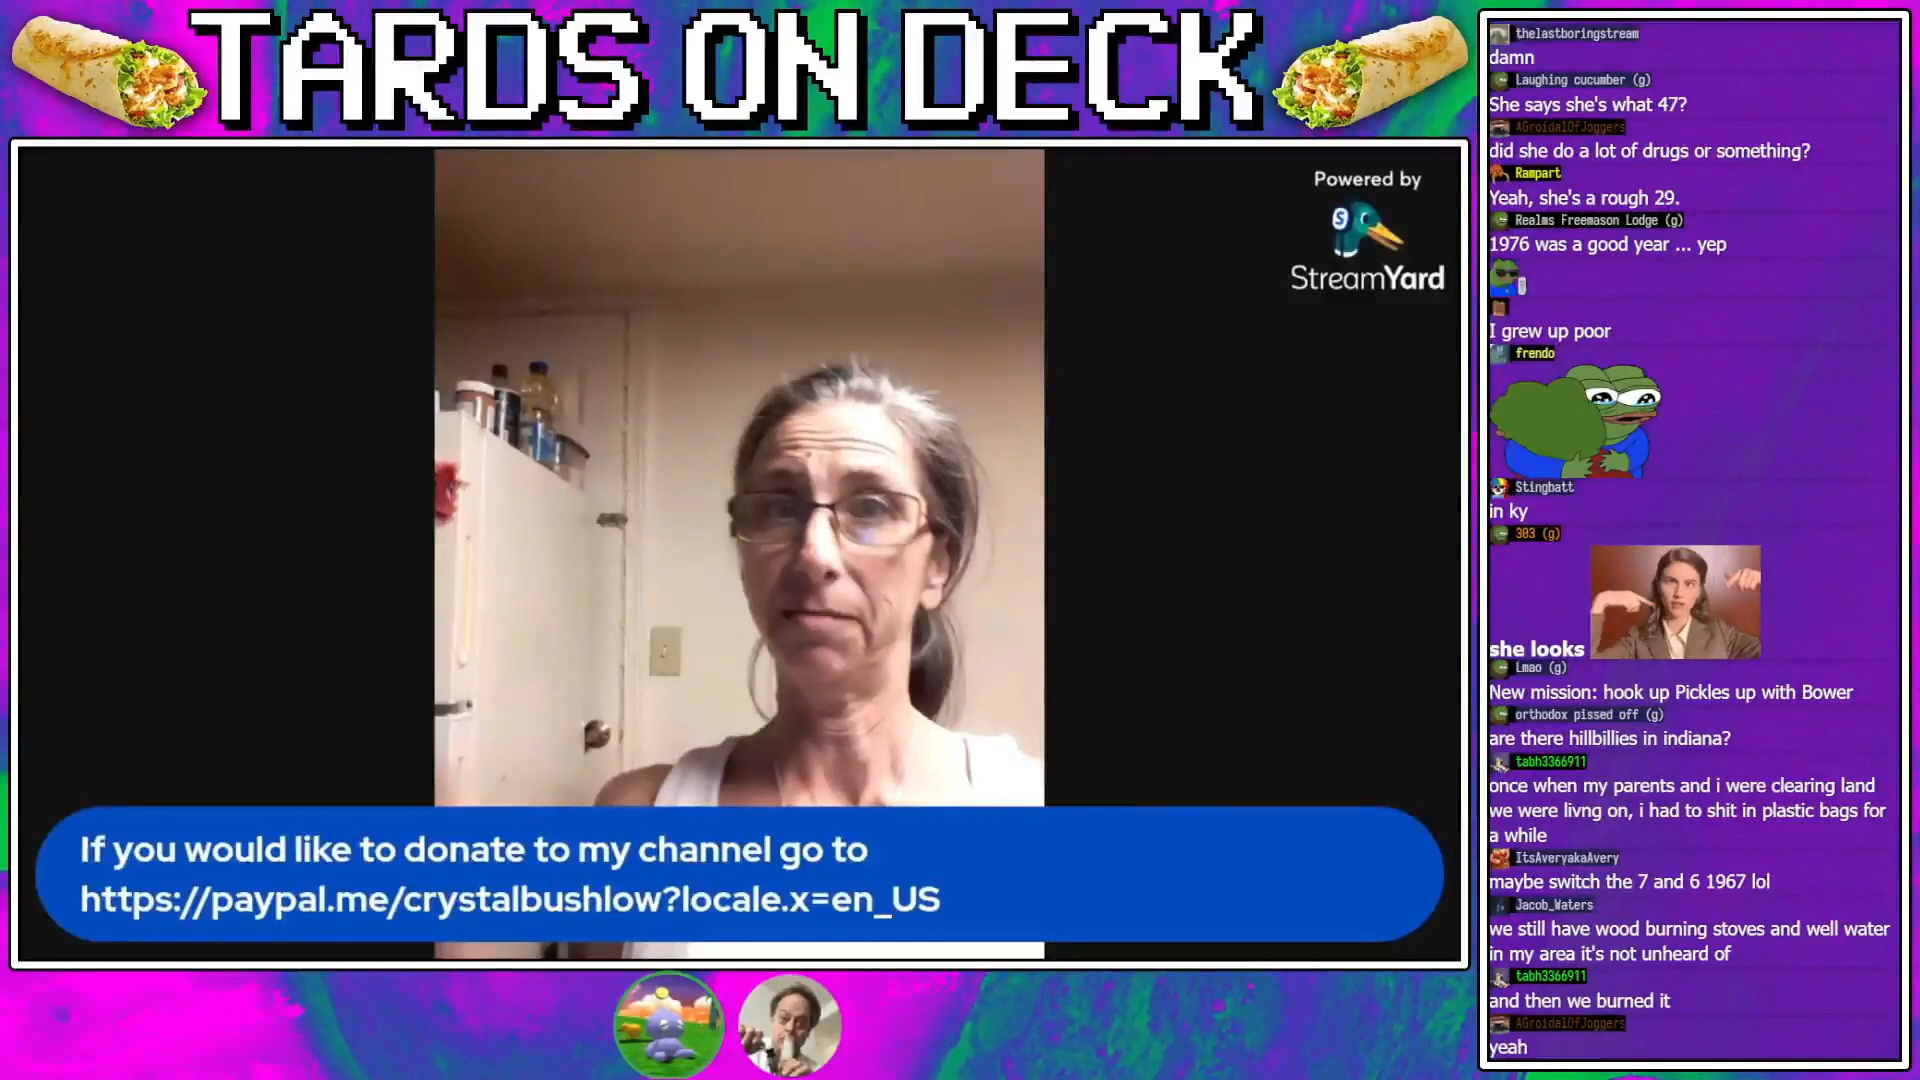 TARDS ON DECK
Powered by
StreamYard
If you would like to donate to my channel go to
https://paypal.me/crystalbushlow?locale.x=en_US
thelastboringstream
damn
Laughing cucumber (g)
She says she's what 47?
AGroidalOfJoggers
did she do a lot of drugs or something?
Rampart
Yeah, she's a rough 29.
Realms Freemason Lodge (g)
1976 was a good year ... yep
I grew up poor
frendo
Stingbatt
in ky
303 (g)
she looks
Lmao (g)
New mission: hook up Pickles up with Bower
orthodox pissed off (g)
are there hillbillies in indiana?
tabh3366911
once when my parents and i were clearing land
we were livng on, i had to shit in plastic bags for
a while
ItsAveryakaAvery
maybe switch the 7 and 6 1967 lol
Jacob_Waters
we still have wood burning stoves and well water
in my area it's not unheard of
tabh3366911
and then we burned it
AGroidalOfJoggers
yeah